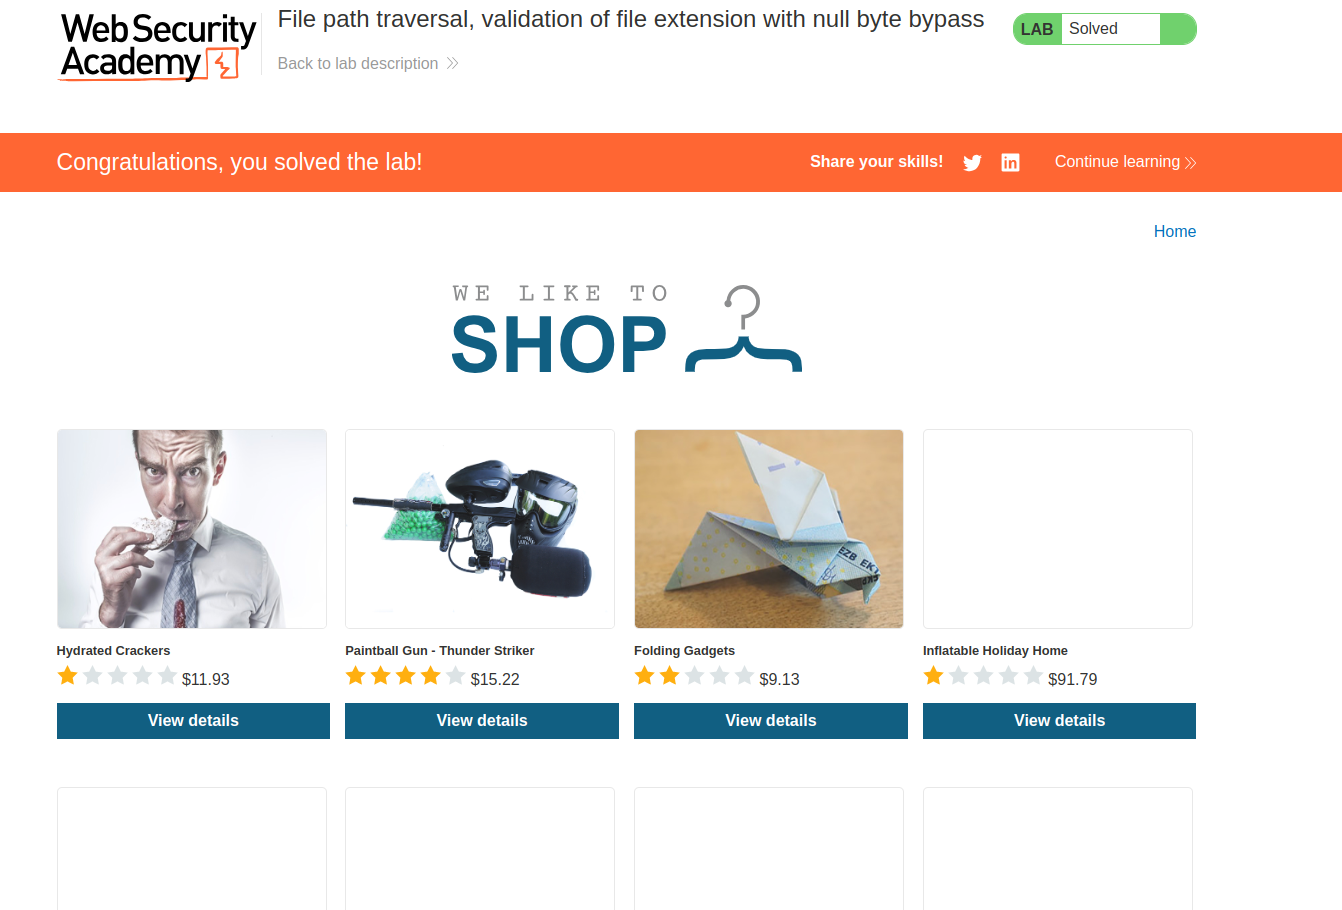 Web Security
Academy
File path traversal, validation of file extension with null byte bypass
Back to lab description
LAB Solved
Congratulations, you solved the lab!
Share your skills!
in
Continue learning
Home
WE LIKE TO
SHOP
EZB EKT
Hydrated Crackers
$11.93
View details
Paintball Gun - Thunder Striker
$15.22
View details
Folding Gadgets
$9.13
View details
Inflatable Holiday Home
$91.79
View details